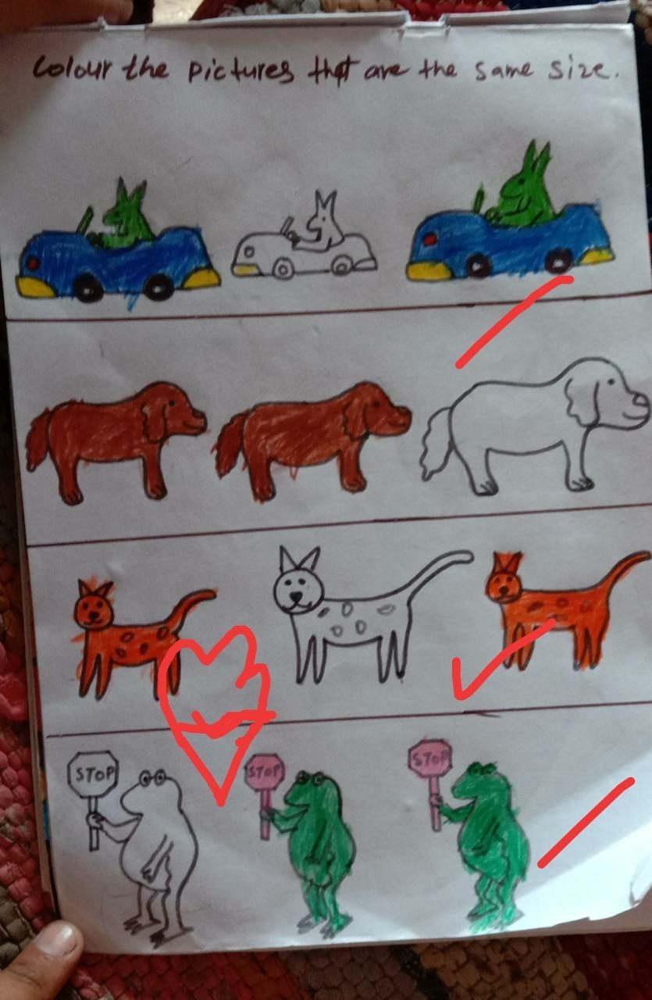 Colour the pictures that are the same size.
STOP
STOP
STOP